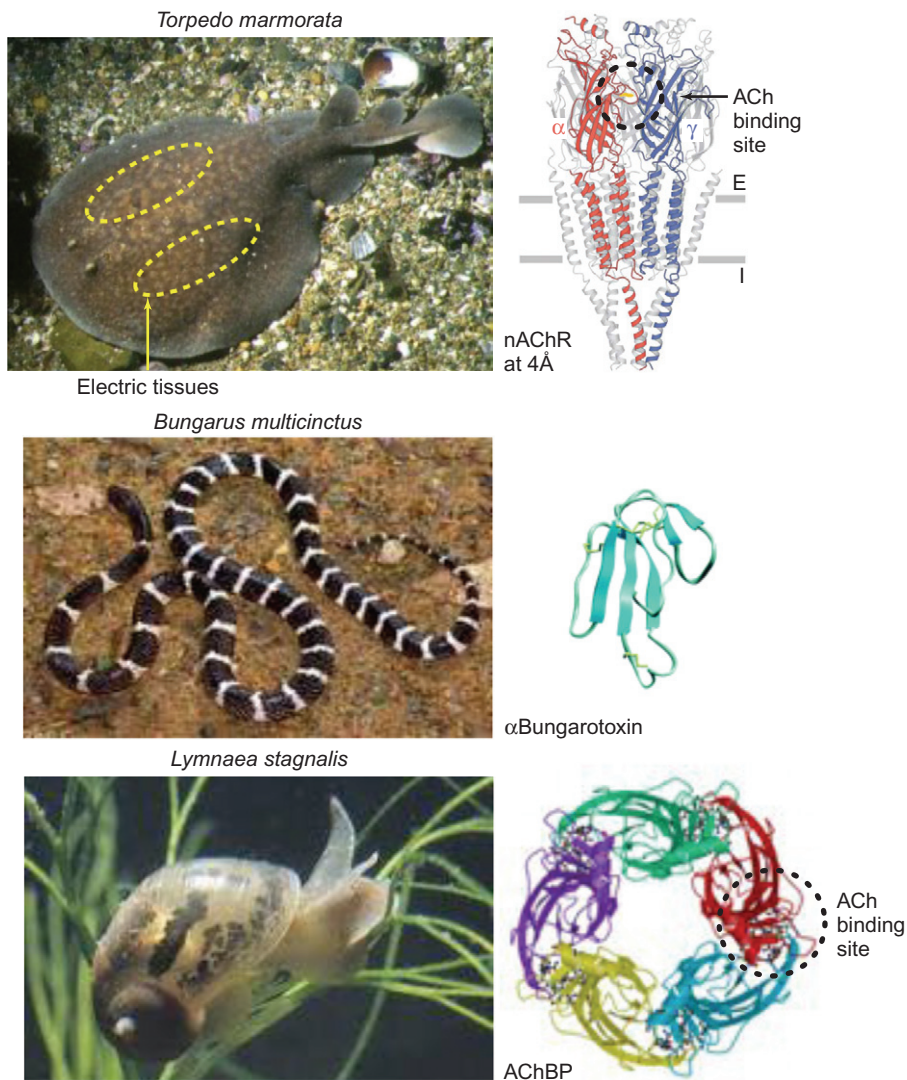 Torpedo marmorata
ACh
binding
site
α
γ
E
I
nAChR
at 4Å
Electric tissues
Bungarus multicinctus
αBungarotoxin
Lymnaea stagnalis
ACh
binding
site
AChBP